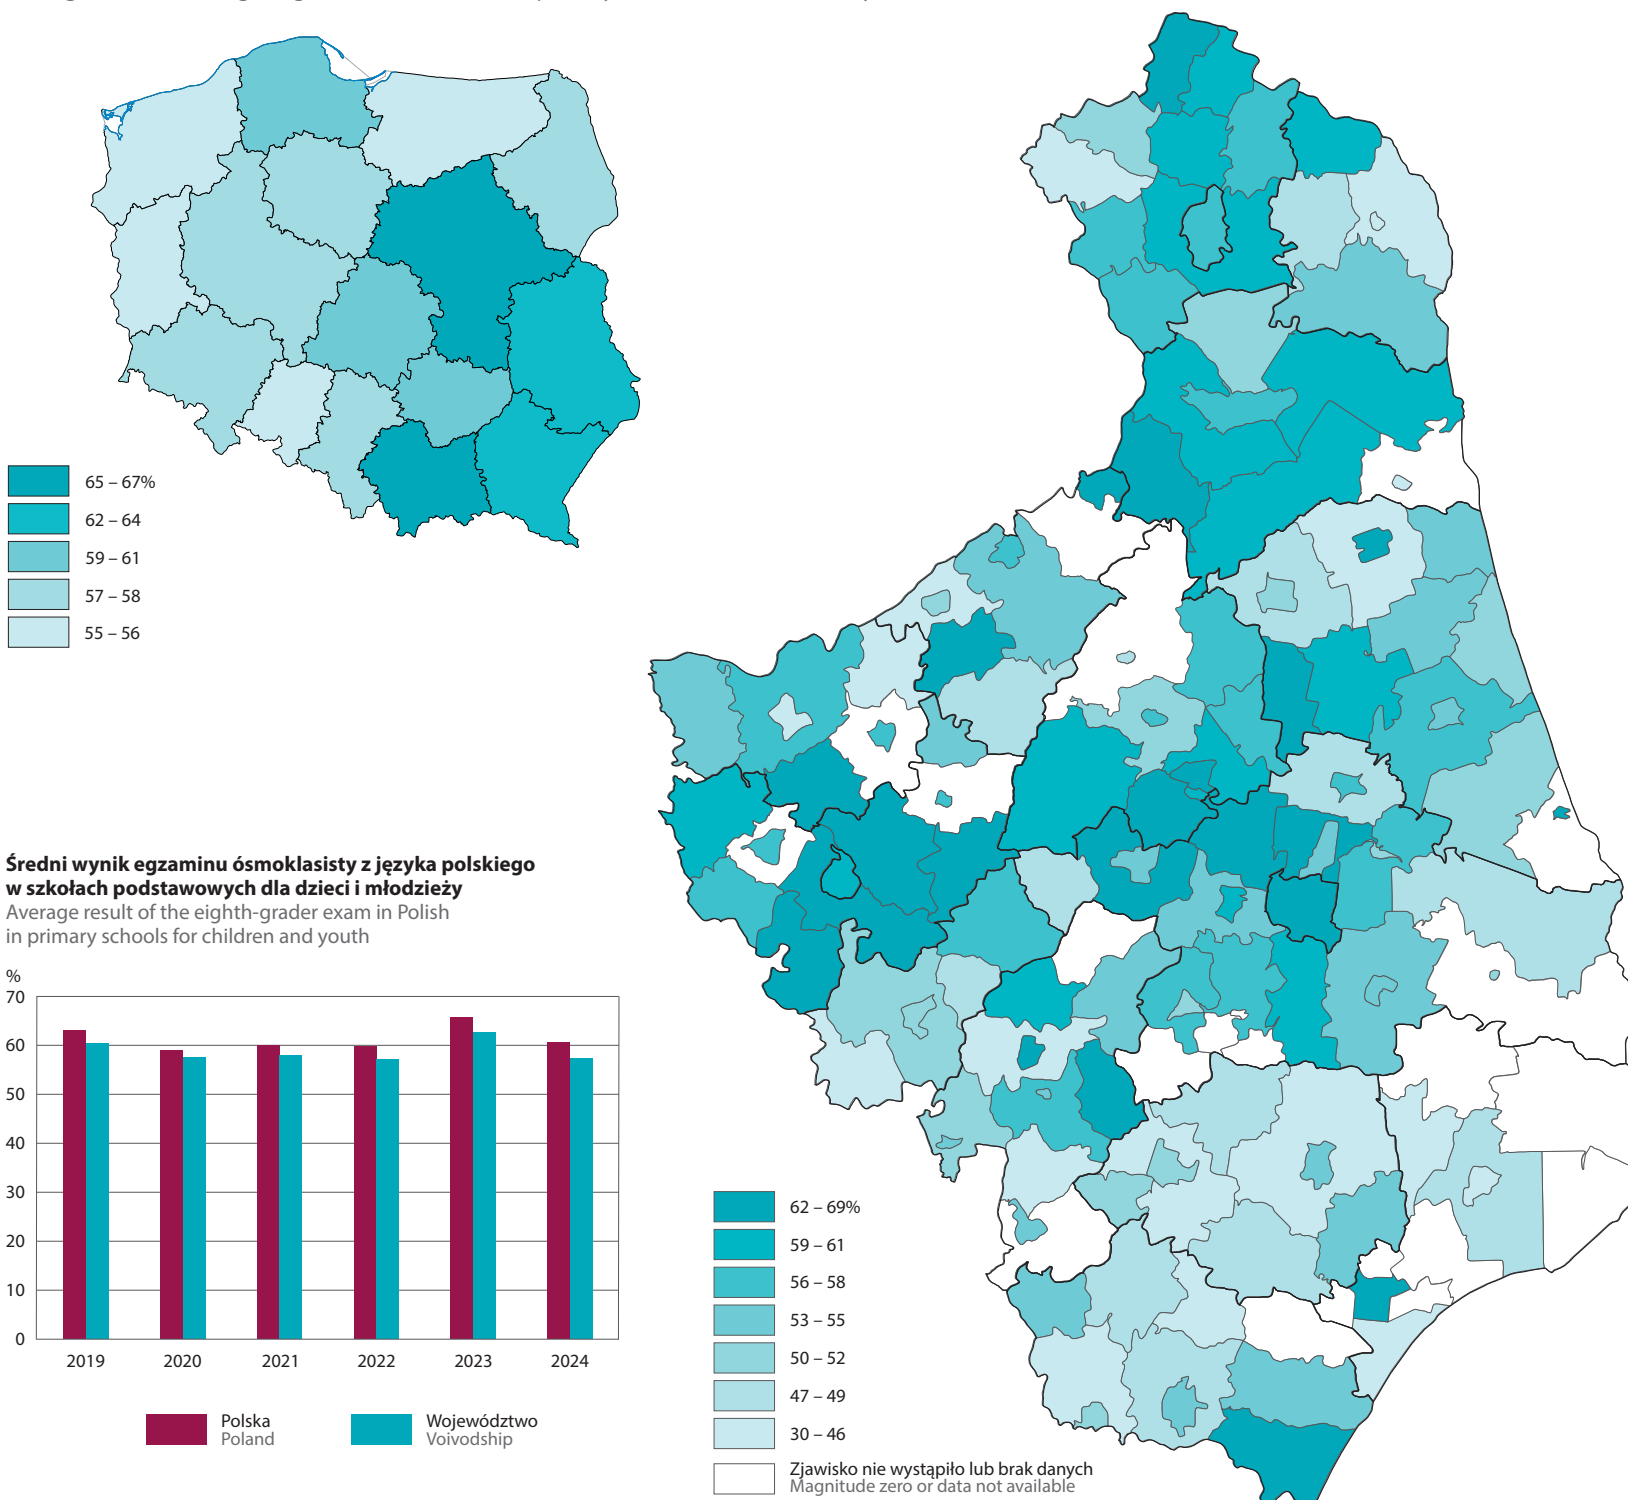 65 – 67%
62 – 64
59 – 61
57 – 58
55 – 56
Średni wynik egzaminu ósmoklasisty z języka polskiego
w szkołach podstawowych dla dzieci i młodzieży
Average result of the eighth-grader exam in Polish
in primary schools for children and youth
%
70
60
50
40
30
20
10
0
2019 2020 2021 2022 2023 2024
Polska
Poland
Województwo
Voivodship
62 – 69%
59 – 61
56 – 58
53 – 55
50 – 52
47 – 49
30 – 46
Zjawisko nie wystąpiło lub brak danych
Magnitude zero or data not available